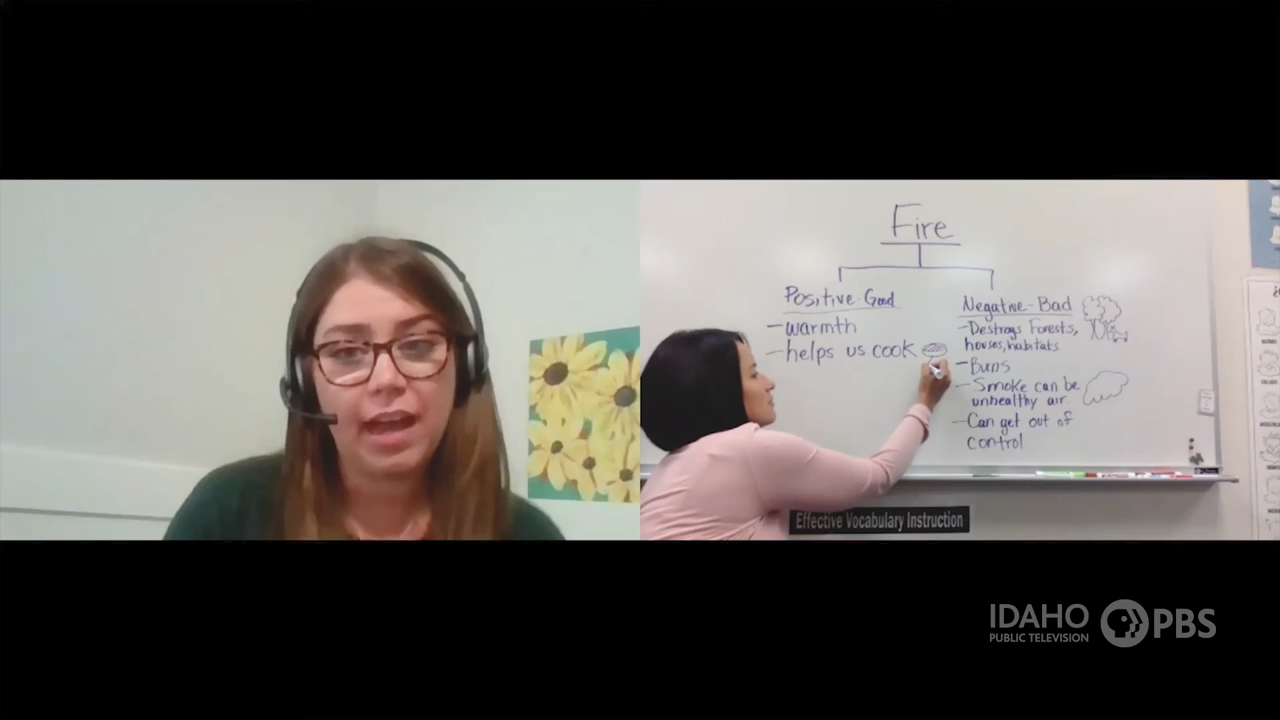 Fire
Positive-Good
-warmth
-helps us cook
Negative-Bad
-Destroys Forests,
houses, habitats
-Burns
-Smoke can be
unhealthy air.
-Can get out of
control
Effective Vocabulary Instruction
IDAHO
PUBLIC TELEVISION
PBS